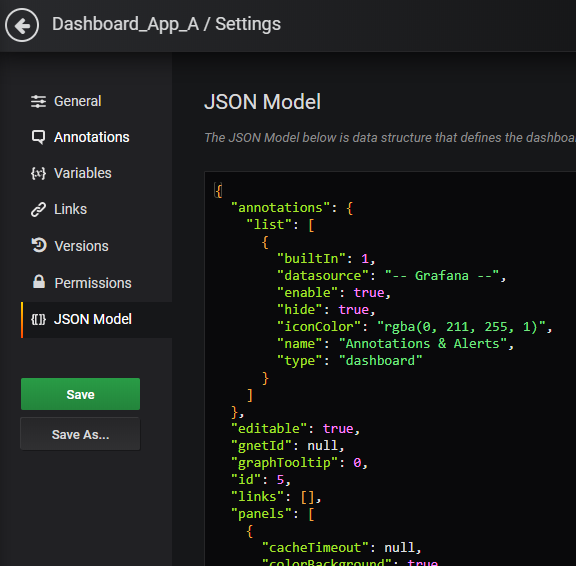 Dashboard_App_A / Settings
General
Annotations
Variables
Links
Versions
Permissions
JSON Model
Save
Save As...
JSON Model
The JSON Model below is data structure that defines the
{
"annotations": {
"list": [
{
"builtIn": 1,
"datasource": "-- Grafana --",
"enable": true,
"hide": true,
"iconColor": "rgba(0, 211, 255, 1)",
"name": "Annotations & Alerts",
"type": "dashboard"
}
]
},
"editable": true,
"gnetId": null,
"graphTooltip": 0,
"id": 5,
"links": [],
"panels": [
{
"cacheTimeout": null,
"colorBackground": true